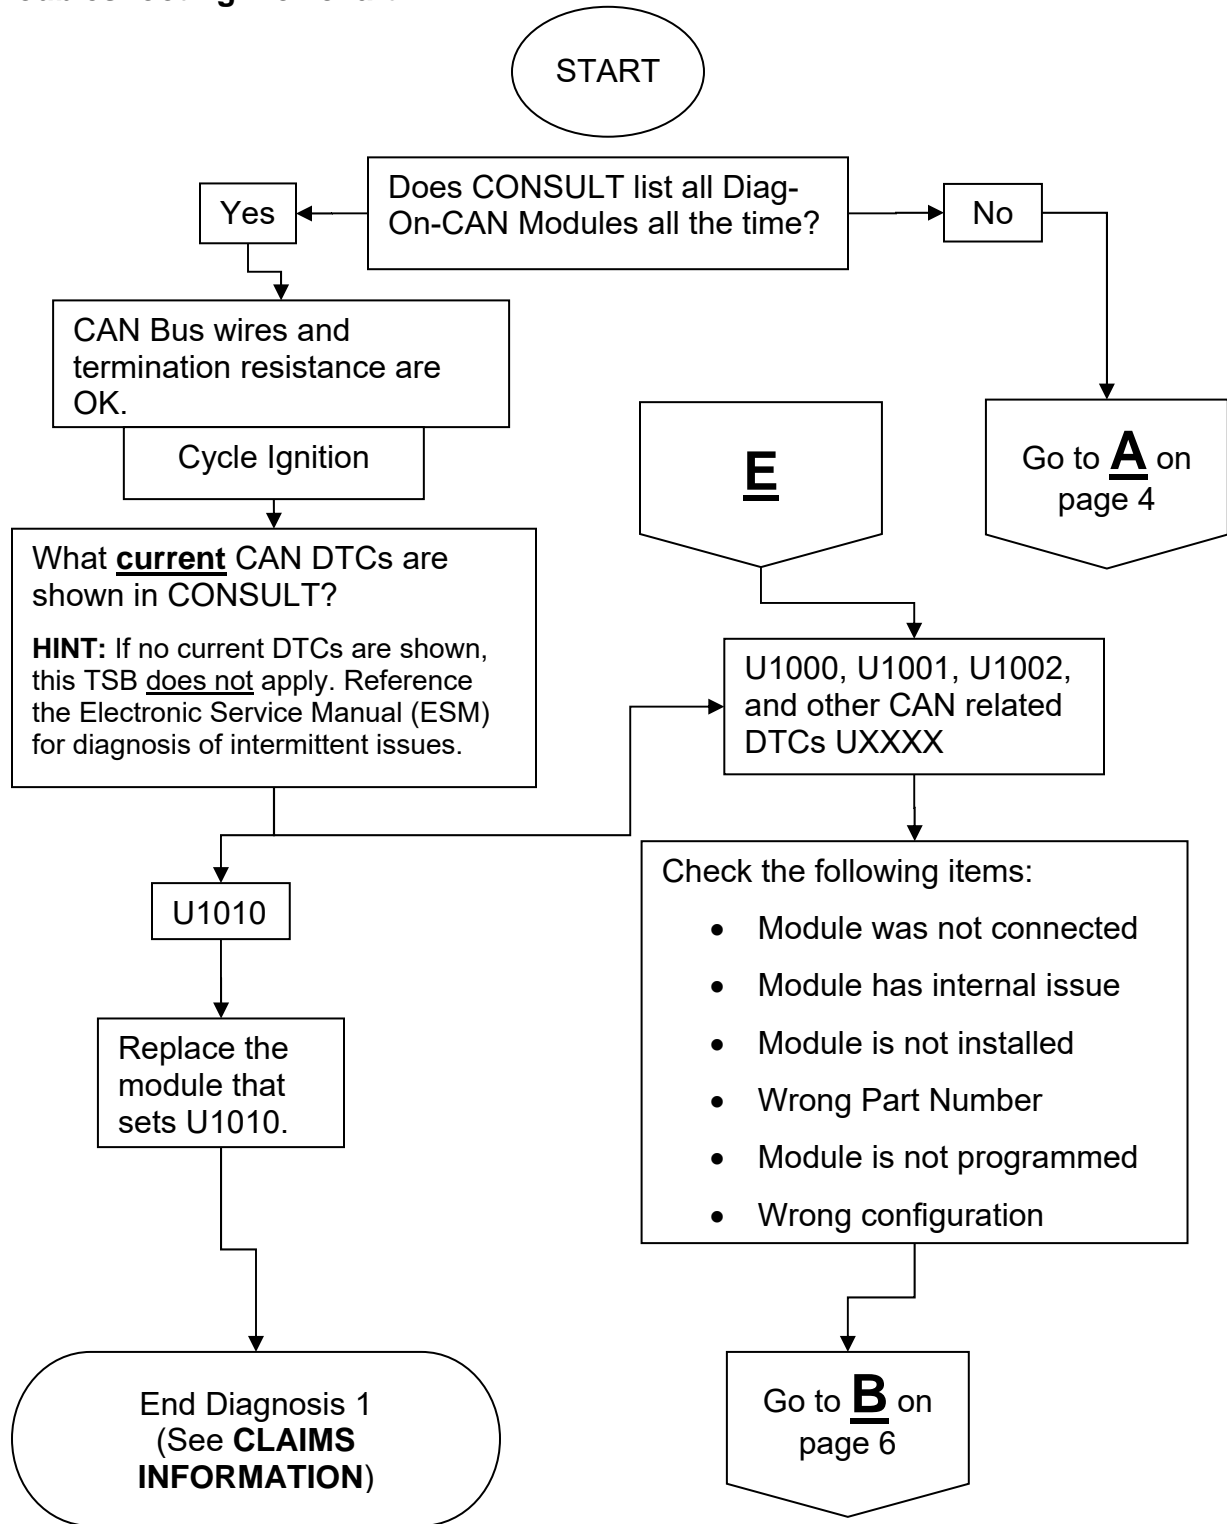 START
Does CONSULT list all Diag-
On-CAN Modules all the time?
Yes
No
CAN Bus wires and
termination resistance are
OK.
Cycle Ignition
E
Go to A on
page 4
What current CAN DTCs are
shown in CONSULT?
HINT: If no current DTCs are shown,
this TSB does not apply. Reference
the Electronic Service Manual (ESM)
for diagnosis of intermittent issues.
U1000, U1001, U1002,
and other CAN related
DTCs UXXXX
U1010
Replace the
module that
sets U1010.
Check the following items:
• Module was not connected
• Module has internal issue
• Module is not installed
• Wrong Part Number
• Module is not programmed
• Wrong configuration
End Diagnosis 1
(See CLAIMS
INFORMATION)
Go to B on
page 6